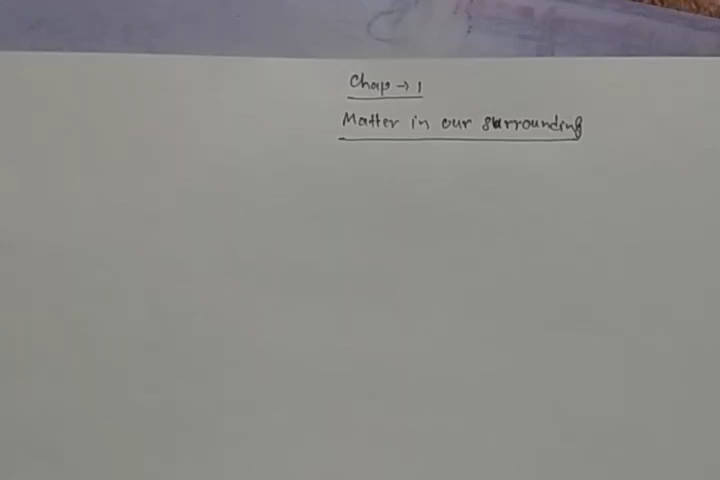 Chap → 1
Matter in our surrounding